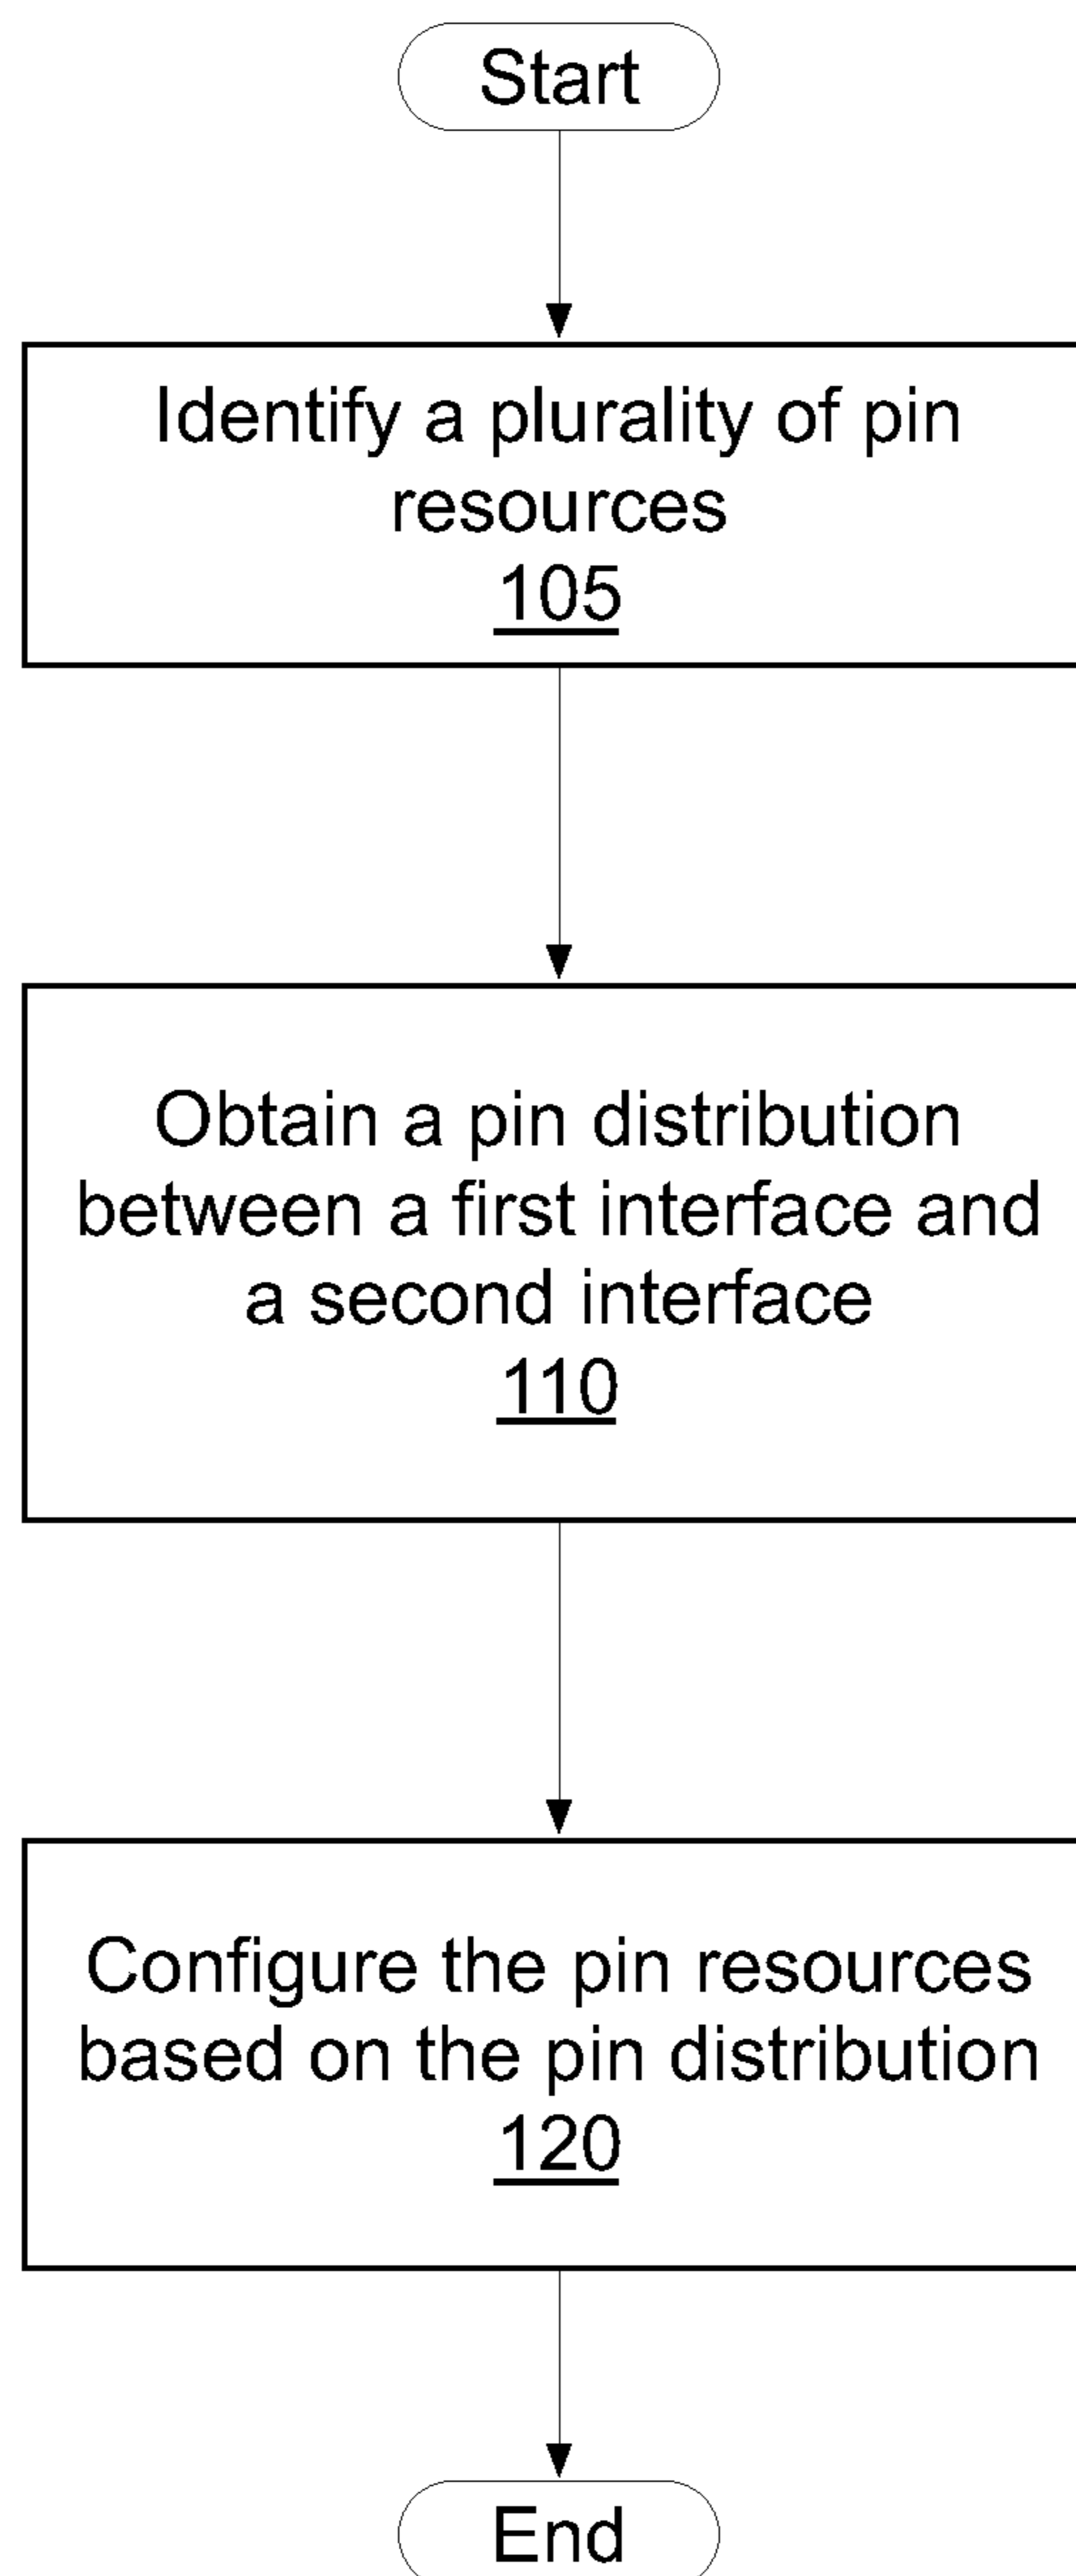 Start
Identify a plurality of pin
resources
105
Obtain a pin distribution
between a first interface and
a second interface
110
Configure the pin resources
based on the pin distribution
120
End